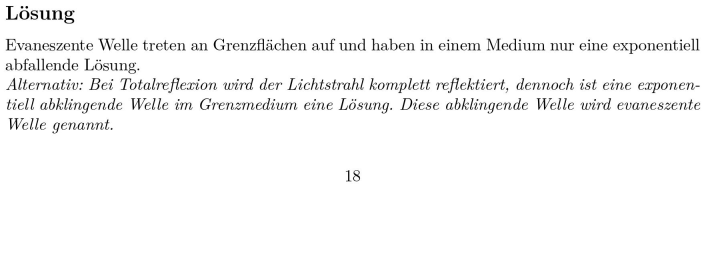 Lösung
Evaneszente Welle treten an Grenzflächen auf und haben in einem Medium nur eine exponentiell
abfallende Lösung.
Alternativ: Bei Totalreflexion wird der Lichtstrahl komplett reflektiert, dennoch ist eine exponen-
tiell abklingende Welle im Grenzmedium eine Lösung. Diese abklingende Welle wird evaneszente
Welle genannt.
18